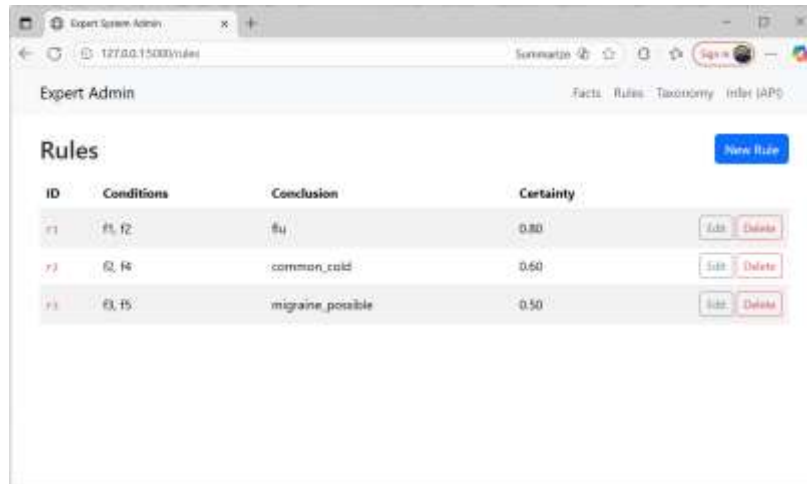 Expert System Admin
127.0.0.1:5000/rules
Summarize
Sign in
Expert Admin
Facts Rules Taxonomy Infer (API)
Rules
New Rule
ID Conditions Conclusion Certainty
r1 f1, f2 flu 0.80 Edit Delete
r2 f2, f4 common_cold 0.60 Edit Delete
r3 f3, f5 migraine_possible 0.50 Edit Delete